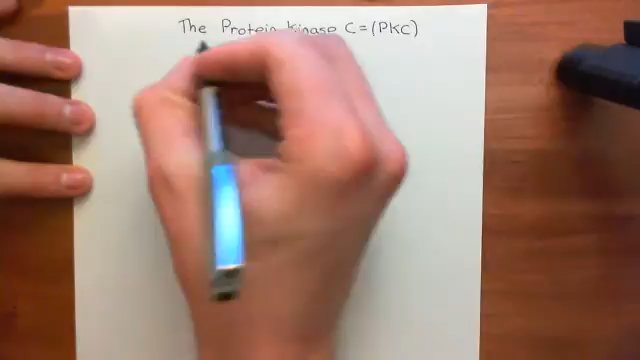 The Protein Kinase C=(PKC)